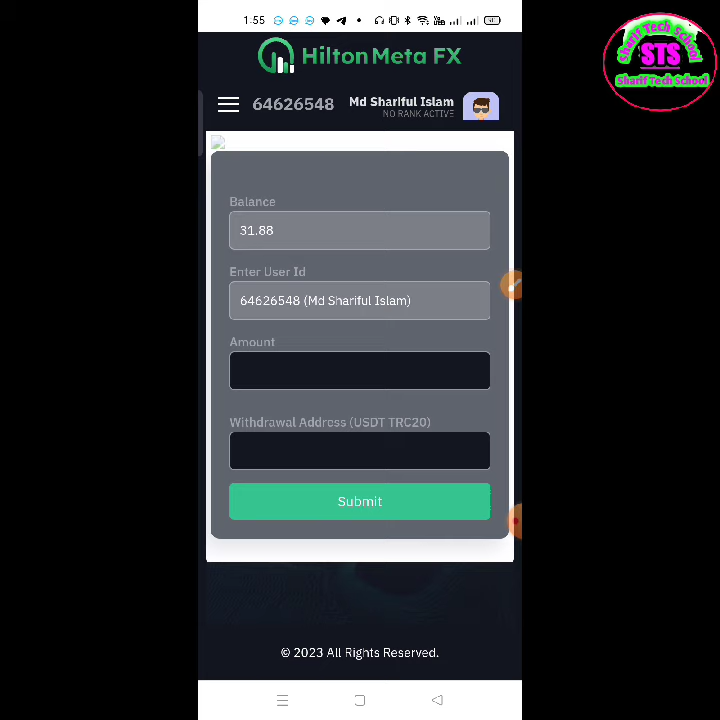 1:55
Hilton Meta FX
64626548
Md Shariful Islam
NO RANK ACTIVE
Balance
31.88
Enter User Id
64626548 (Md Shariful Islam)
Amount
Withdrawal Address (USDT TRC20)
Submit
© 2023 All Rights Reserved.
Sharif Tech School
STS
Sharif Tech School